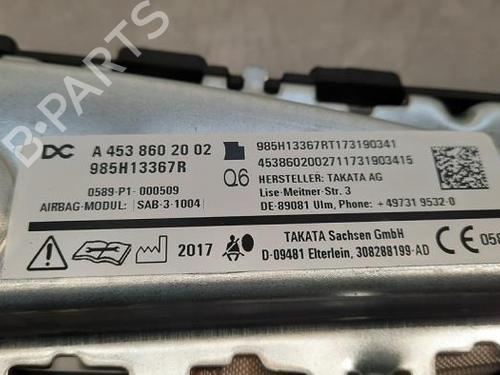 DC A 453 860 20 02
985H13367R
0589-P1- 000509
AIRBAG-MODUL: SAB-3-1004
2017
985H13367RT173190341
4538602002711731903415
Q6
HERSTELLER: TAKATA AG
Lise-Meitner-Str. 3
DE-89081 Ulm, Phone: +49731 9532-0
TAKATA Sachsen GmbH
D-09481 Elterlein, 308288199-AD
CE 058
B-PARTS